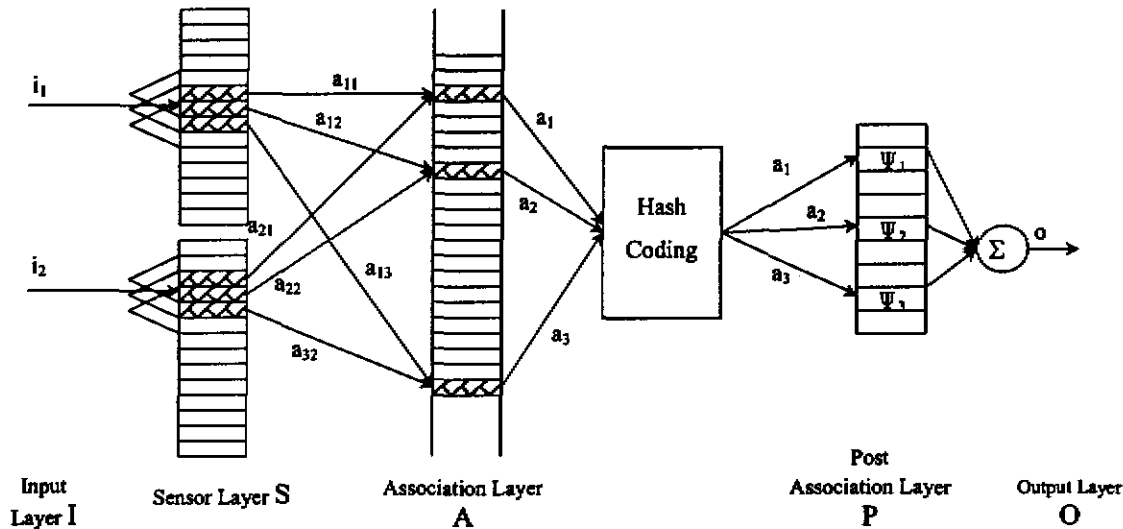 i1
i2
a11
a12
a21
a22
a13
a32
a1
a2
a3
Hash
Coding
a1
a2
a3
Ψ1
Ψ2
Ψ3
Σ
o
Input
Layer I
Sensor Layer S
Association Layer
A
Post
Association Layer
P
Output Layer
O